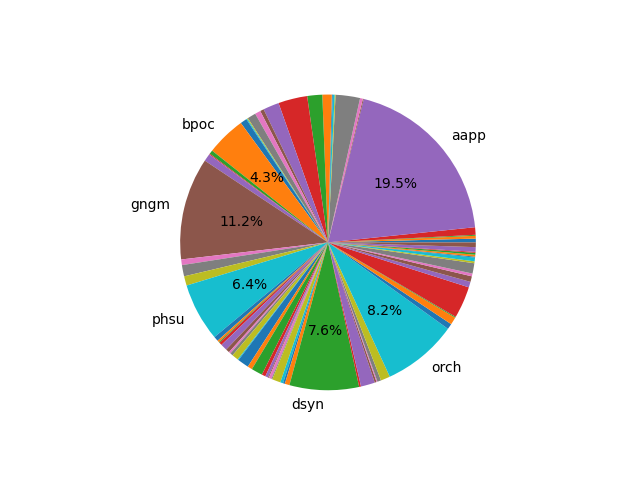 bpoc
aapp
4.3%
19.5%
gngm
11.2%
6.4%
8.2%
phsu
7.6%
orch
dsyn